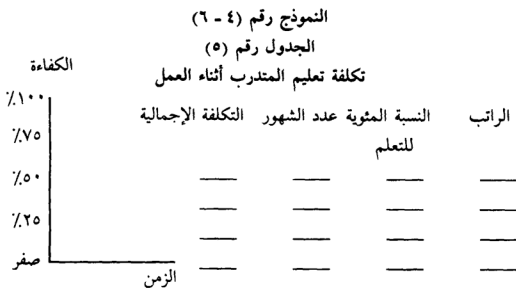 النموذج رقم (٤ - ٦)
الجدول رقم (٥)
تكلفة تعليم المتدرب أثناء العمل
الكفاءة
الراتب النسبة المئوية للتعلم عدد الشهور التكلفة الإجمالية
١٠٠٪
٧٥٪
٥٠٪
٢٥٪
صفر
الزمن